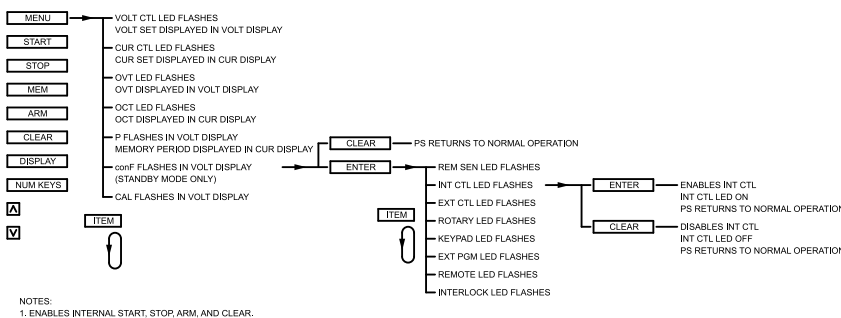 MENU
START
STOP
MEM
ARM
CLEAR
DISPLAY
NUM KEYS
VOLT CTL LED FLASHES
VOLT SET DISPLAYED IN VOLT DISPLAY
CUR CTL LED FLASHES
CUR SET DISPLAYED IN CUR DISPLAY
OVT LED FLASHES
OVT DISPLAYED IN VOLT DISPLAY
OCT LED FLASHES
OCT DISPLAYED IN CUR DISPLAY
P FLASHES IN VOLT DISPLAY
MEMORY PERIOD DISPLAYED IN CUR DISPLAY
conF FLASHES IN VOLT DISPLAY
(STANDBY MODE ONLY)
CAL FLASHES IN VOLT DISPLAY
ITEM
CLEAR
PS RETURNS TO NORMAL OPERATION
ENTER
REM SEN LED FLASHES
INT CTL LED FLASHES
EXT CTL LED FLASHES
ROTARY LED FLASHES
KEYPAD LED FLASHES
EXT PGM LED FLASHES
REMOTE LED FLASHES
INTERLOCK LED FLASHES
ITEM
ENTER
ENABLES INT CTL
INT CTL LED ON
PS RETURNS TO NORMAL OPERATION
CLEAR
DISABLES INT CTL
INT CTL LED OFF
PS RETURNS TO NORMAL OPERATION
NOTES:
1. ENABLES INTERNAL START, STOP, ARM, AND CLEAR.